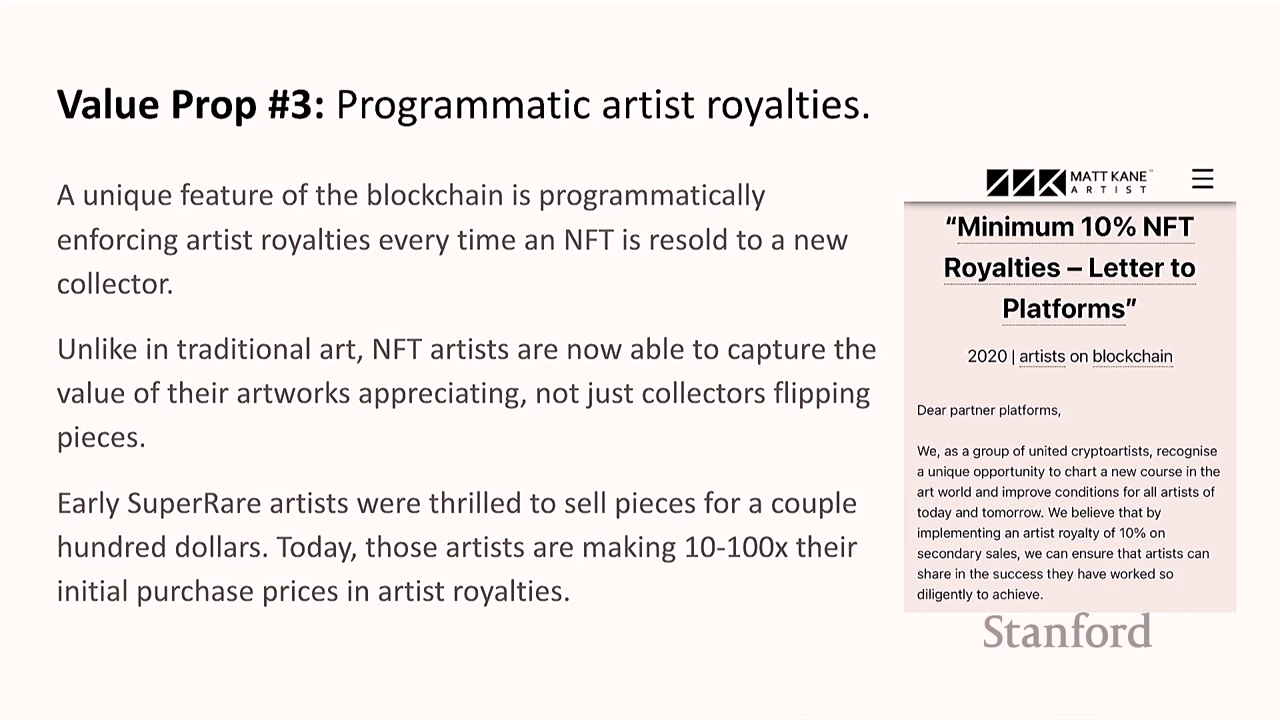 Value Prop #3: Programmatic artist royalties.
A unique feature of the blockchain is programmatically
enforcing artist royalties every time an NFT is resold to a new
collector.
Unlike in traditional art, NFT artists are now able to capture the
value of their artworks appreciating, not just collectors flipping
pieces.
Early SuperRare artists were thrilled to sell pieces for a couple
hundred dollars. Today, those artists are making 10-100x their
initial purchase prices in artist royalties.
MATT KANE™
ARTIST
“Minimum 10% NFT
Royalties – Letter to
Platforms”
2020 | artists on blockchain
Dear partner platforms,
We, as a group of united cryptoartists, recognise
a unique opportunity to chart a new course in the
art world and improve conditions for all artists of
today and tomorrow. We believe that by
implementing an artist royalty of 10% on
secondary sales, we can ensure that artists can
share in the success they have worked so
diligently to achieve.
Stanford